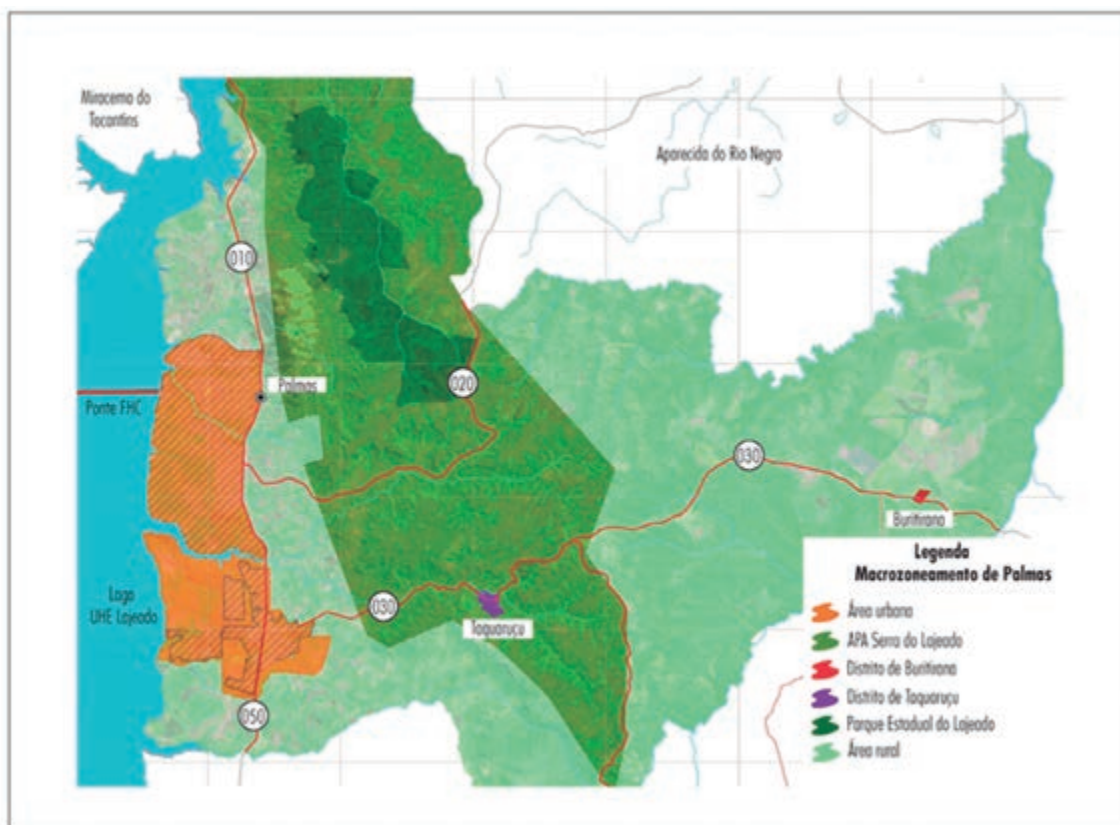 Miracema do
Tocantins
Aparecida do Rio Negro
010
Palmas
020
Ponte FHC
030
Buritirana
Lago
UHE Lajeado
030
Taquaruçu
050
Legenda
Macrozoneamento de Palmas
Área urbana
APA Serra do Lajeado
Distrito de Buritirana
Distrito de Taquaruçu
Parque Estadual do Lajeado
Área rural